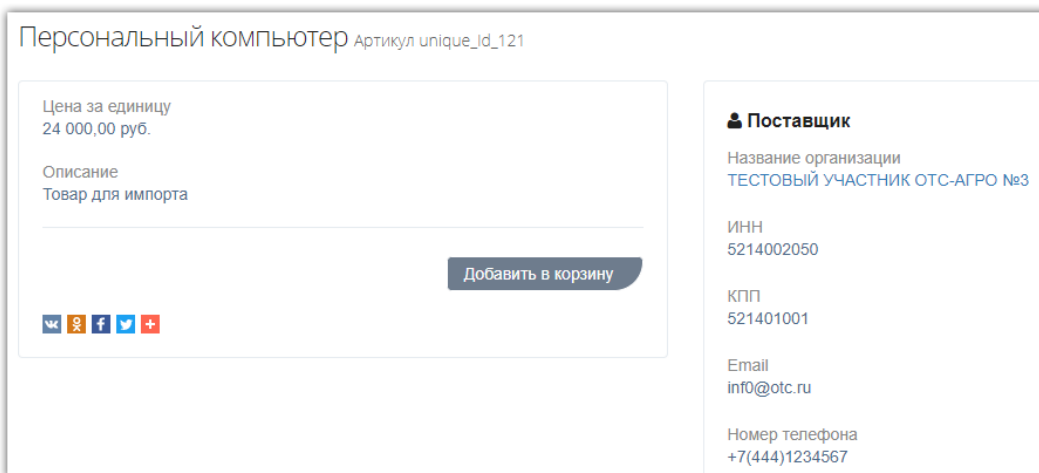 Персональный компьютер Артикул unique_Id_121
Цена за единицу
24 000,00 руб.
Описание
Товар для импорта
Добавить в корзину
Поставщик
Название организации
ТЕСТОВЫЙ УЧАСТНИК ОТС-АГРО №3
ИНН
5214002050
КПП
521401001
Email
inf0@otc.ru
Номер телефона
+7(444)1234567